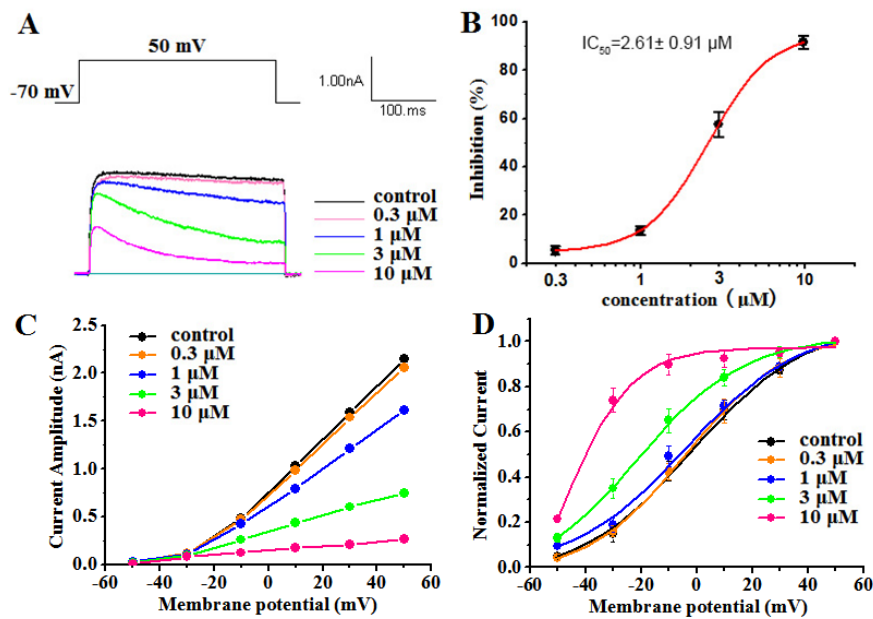 A
50 mV
-70 mV
1.00nA
100.ms
control
0.3 μM
1 μM
3 μM
10 μM
B
IC50=2.61± 0.91 μM
Inhibition (%)
100
80
60
40
20
0
0.3
1
3
10
concentration ( μM)
C
control
0.3 μM
1 μM
3 μM
10 μM
Current Amplitude (nA)
2.5
2.0
1.5
1.0
0.5
0.0
-60
-40
-20
0
20
40
60
Membrane potential (mV)
D
control
0.3 μM
1 μM
3 μM
10 μM
Normalized Current
1.0
0.8
0.6
0.4
0.2
0.0
-60
-40
-20
0
20
40
60
Membrane potential (mV)